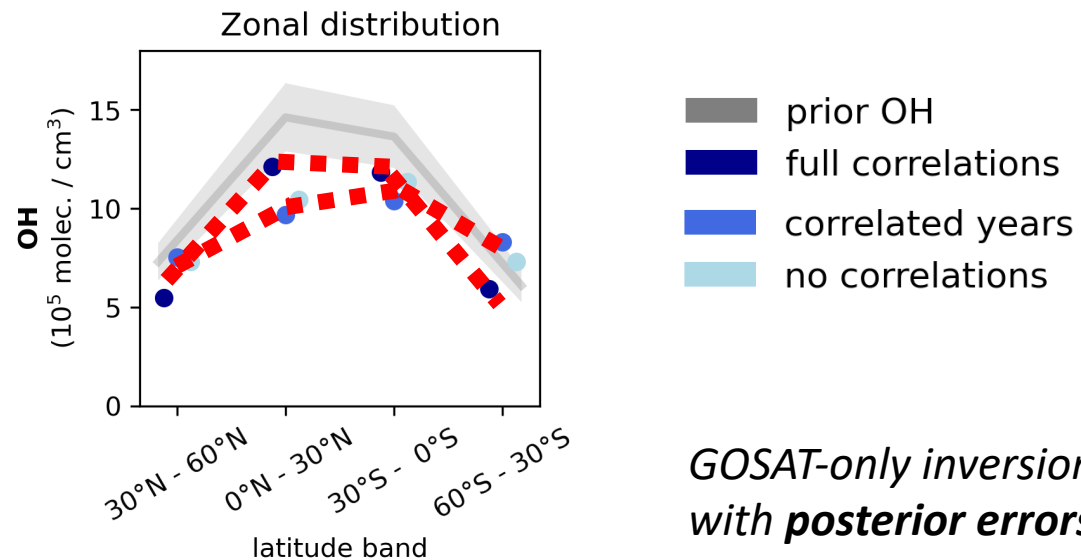 Zonal distribution
OH
(10⁵ molec. / cm³)
15
10
5
0
30°N - 60°N
0°N - 30°N
30°S - 0°S
60°S - 30°S
latitude band
prior OH
full correlations
correlated years
no correlations
GOSAT-only inversion
with posterior errors